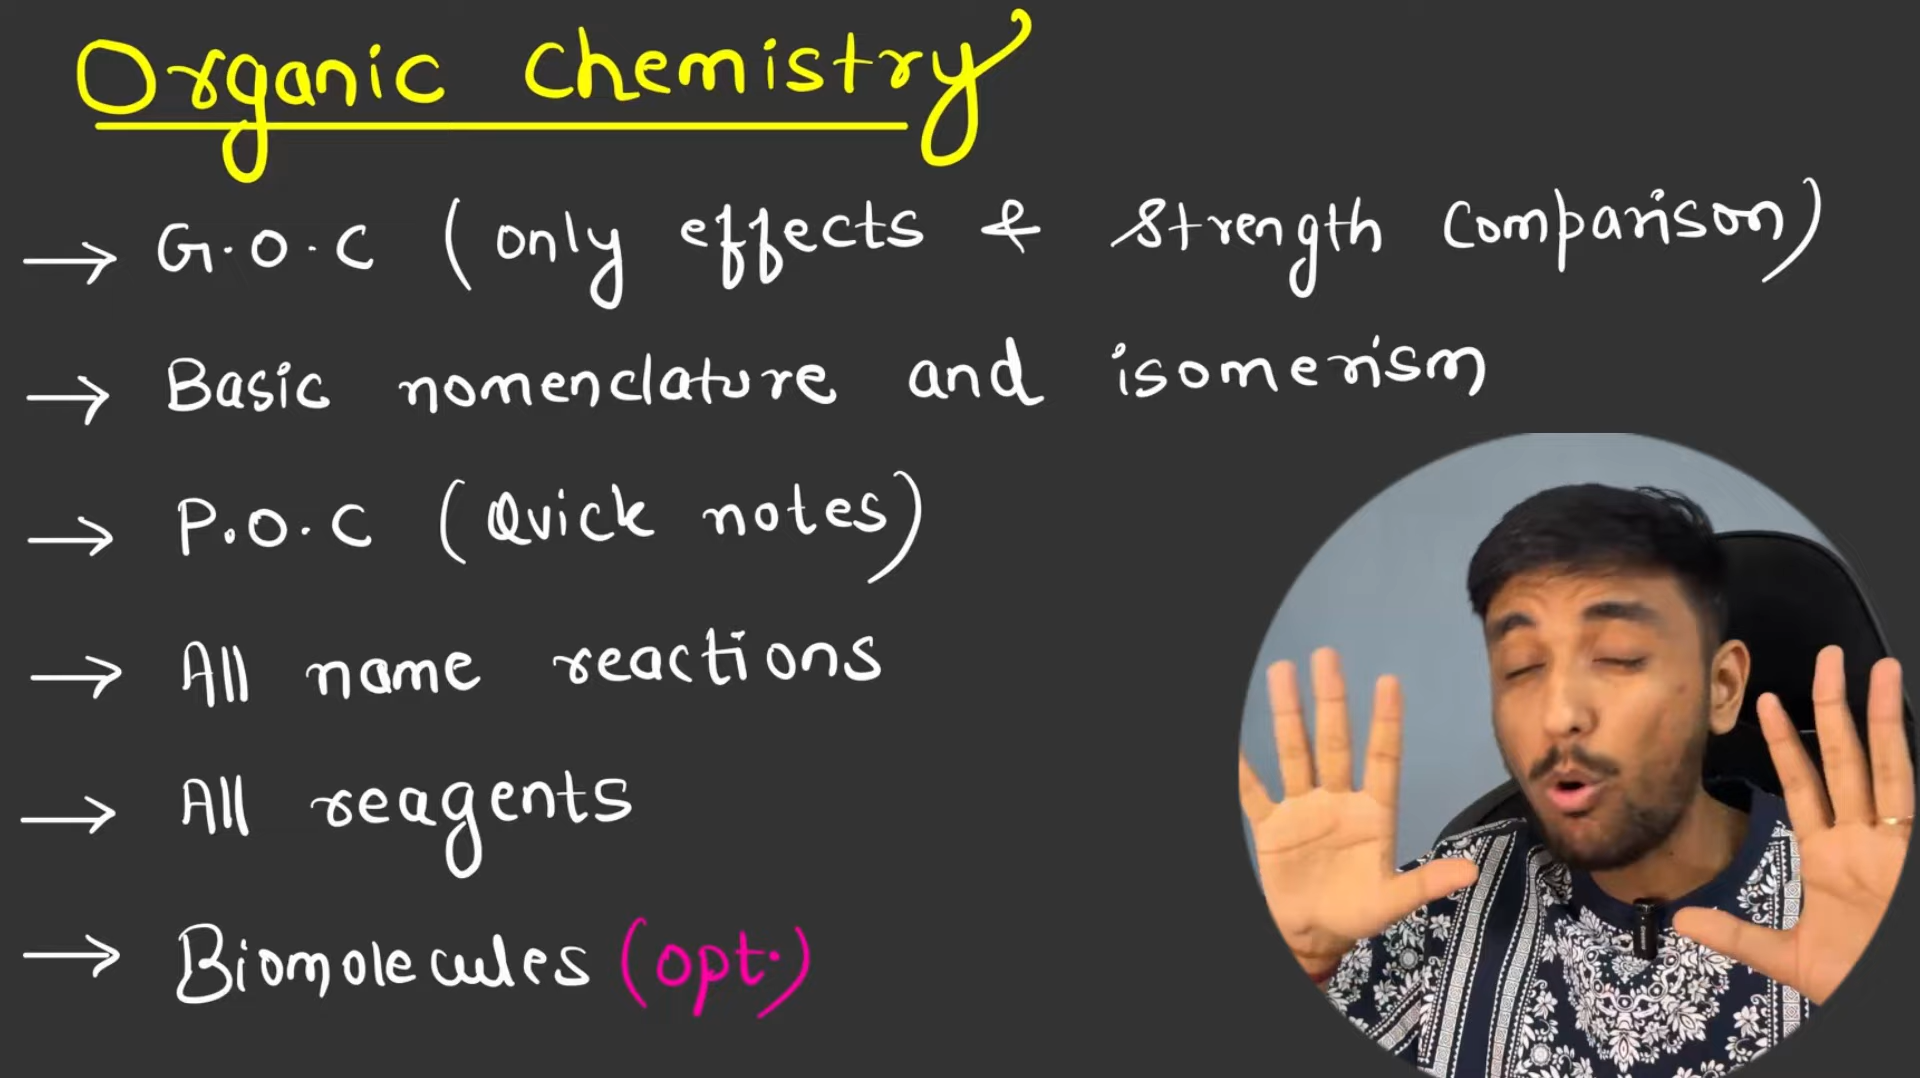 Organic Chemistry
→ G.O.C (only effects & Strength Comparison)
→ Basic nomenclature and isomerism
→ P.O.C (Quick notes)
→ All name reactions
→ All reagents
→ Biomolecules (opt.)